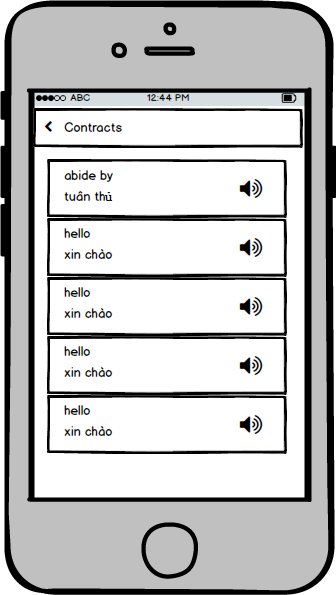 ABC 12:44 PM
Contracts
abide by
tuân thủ
hello
xin chào
hello
xin chào
hello
xin chào
hello
xin chào